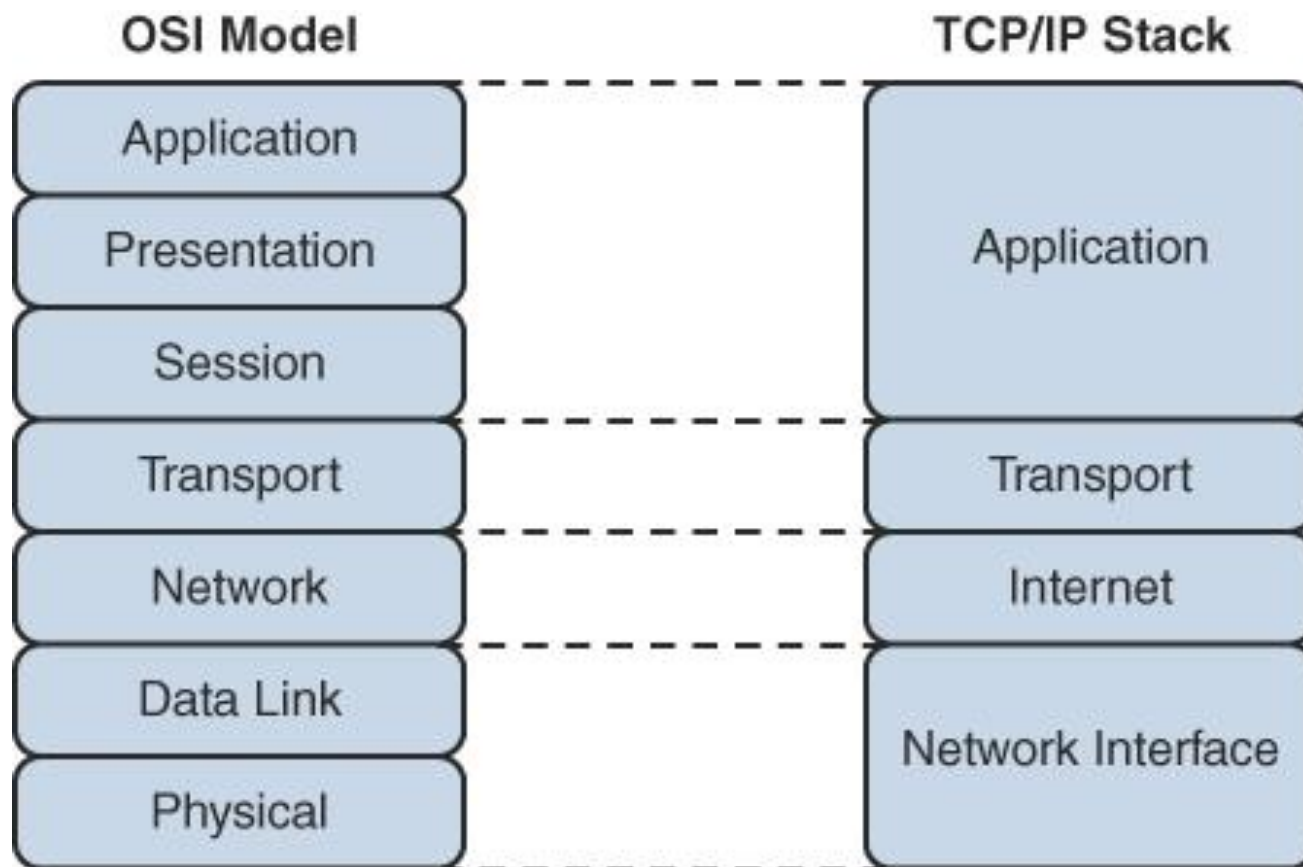 OSI Model
TCP/IP Stack
Application
Presentation
Session
Transport
Network
Data Link
Physical
Application
Transport
Internet
Network Interface